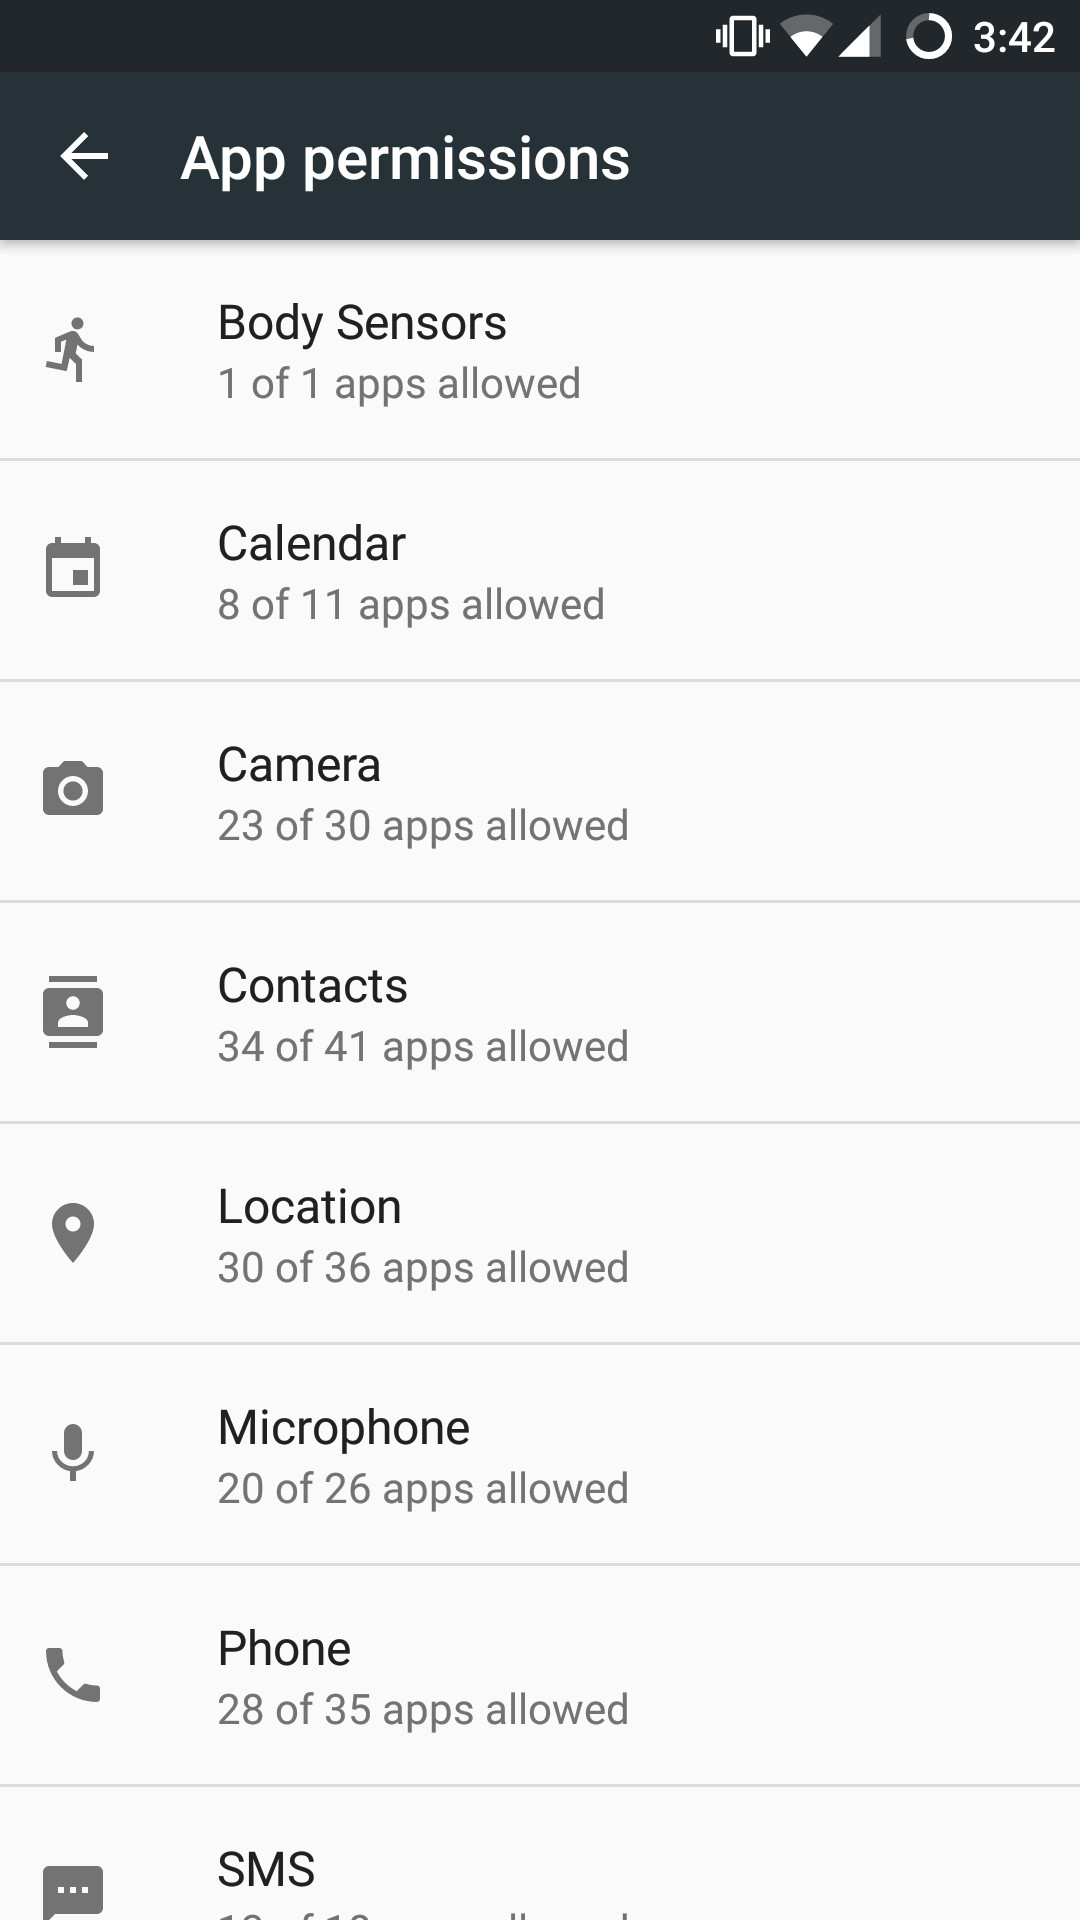 3:42
App permissions
Body Sensors
1 of 1 apps allowed
Calendar
8 of 11 apps allowed
Camera
23 of 30 apps allowed
Contacts
34 of 41 apps allowed
Location
30 of 36 apps allowed
Microphone
20 of 26 apps allowed
Phone
28 of 35 apps allowed
SMS